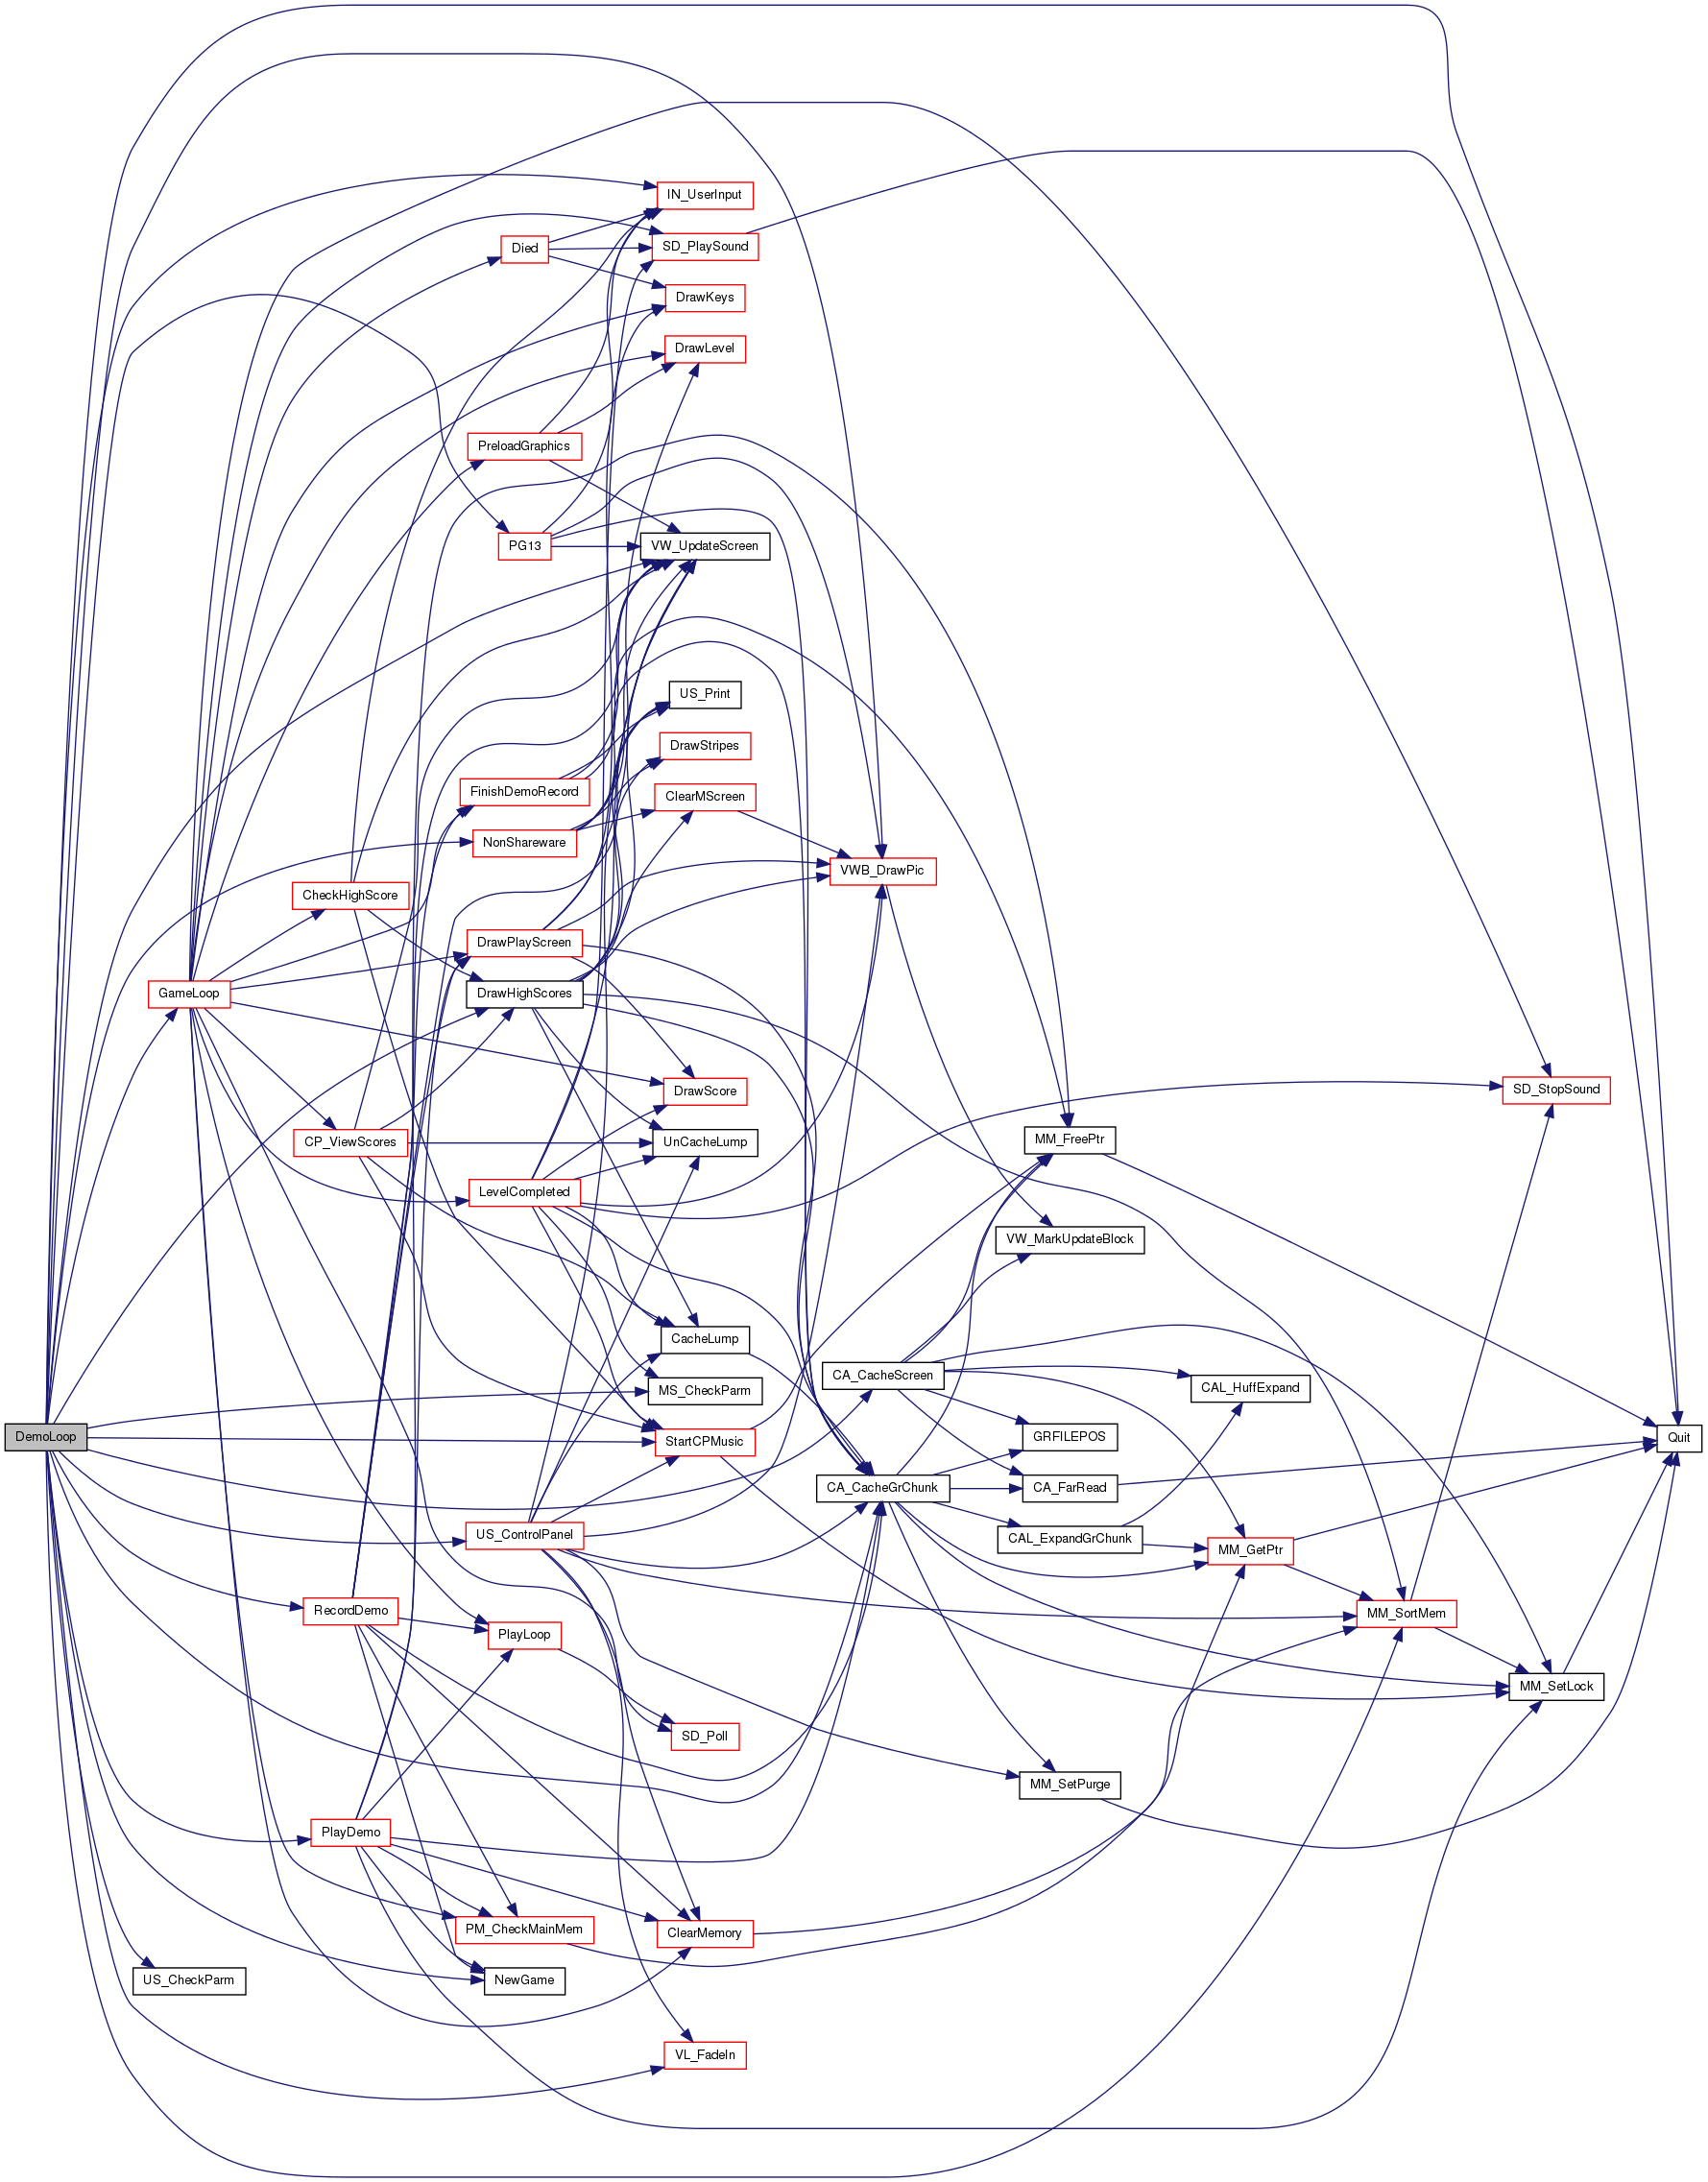 IN_UserInput
SD_PlaySound
Died
DrawKeys
DrawLevel
PreloadGraphics
PG13
VW_UpdateScreen
US_Print
DrawStripes
FinishDemoRecord
ClearMScreen
NonShareware
VWB_DrawPic
CheckHighScore
DrawPlayScreen
GameLoop
DrawHighScores
DrawScore
SD_StopSound
CP_ViewScores
UnCacheLump
MM_FreePtr
LevelCompleted
VW_MarkUpdateBlock
CacheLump
CA_CacheScreen
MS_CheckParm
CAL_HuffExpand
DemoLoop
StartCPMusic
GRFILEPOS
Quit
CA_CacheGrChunk
CA_FarRead
US_ControlPanel
CAL_ExpandGrChunk
MM_GetPtr
RecordDemo
MM_SortMem
PlayLoop
MM_SetLock
SD_Poll
MM_SetPurge
PlayDemo
PM_CheckMainMem
ClearMemory
US_CheckParm
NewGame
VL_FadeIn